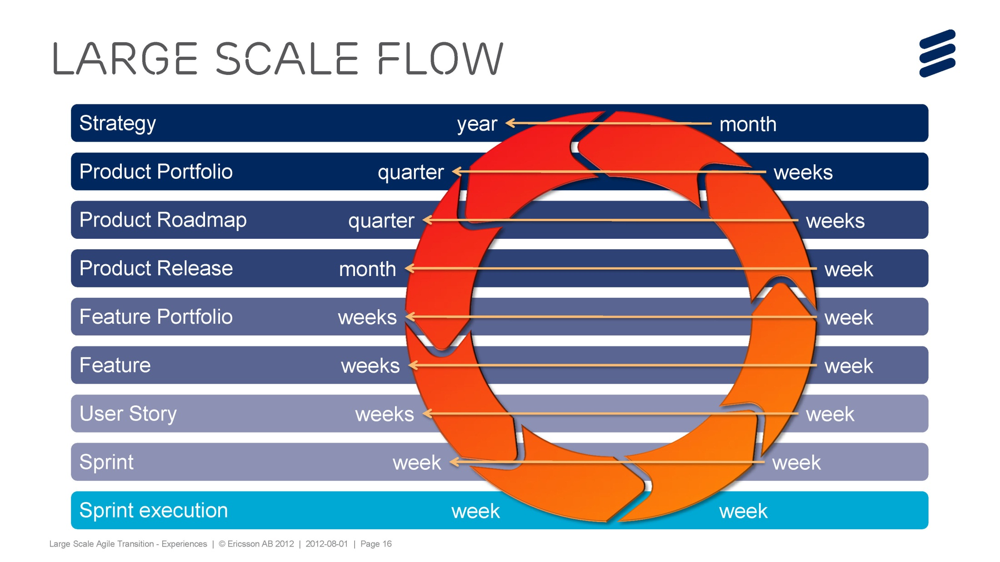 LARGE SCALE FLOW
Strategy year month
Product Portfolio quarter weeks
Product Roadmap quarter weeks
Product Release month week
Feature Portfolio weeks week
Feature weeks week
User Story weeks week
Sprint week week
Sprint execution week week
Large Scale Agile Transition - Experiences | © Ericsson AB 2012 | 2012-08-01 | Page 16